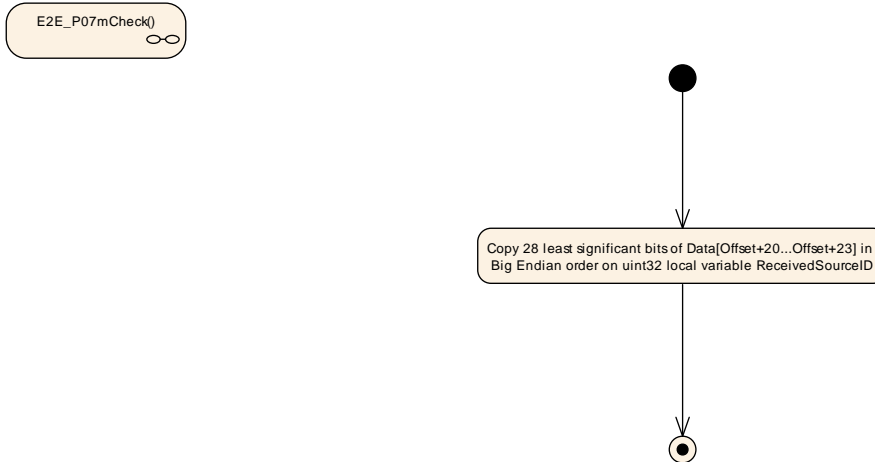 E2E_P07mCheck()
Copy 28 least significant bits of Data[Offset+20...Offset+23] in
Big Endian order on uint32 local variable ReceivedSourceID